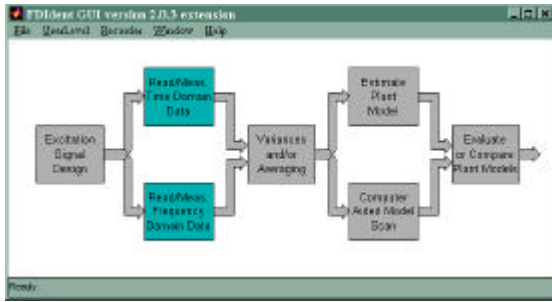 FDIdent GUI version 2.0.3 extension
File UserLevel Recorder Window Help
Excitation
Signal
Design
Read/Meas.
Time Domain
Data
Read/Meas.
Frequency
Domain Data
Variances
and/or
Averaging
Estimate
Plant
Model
Computer
Aided Model
Scan
Evaluate
or Compare
Plant Models
Ready